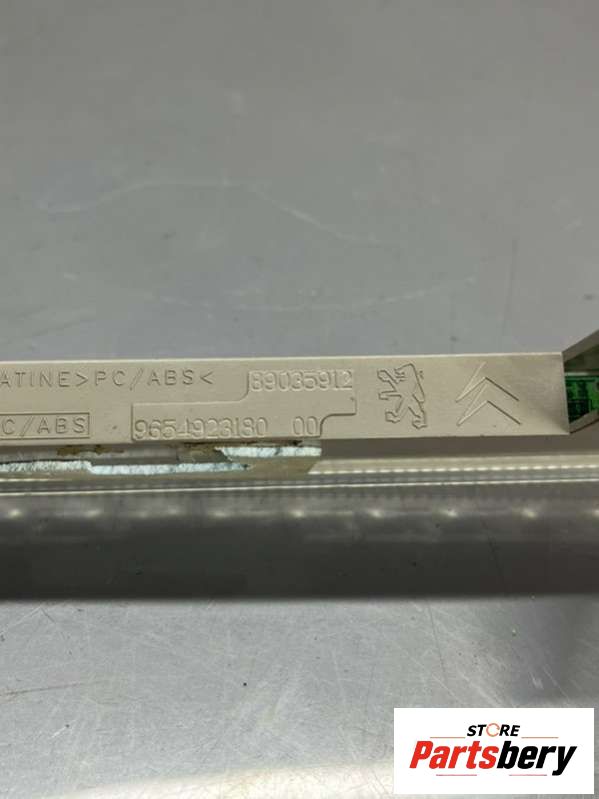 ATINE>PC/ABS< 89035912
C/ABS 9654923180 00
STORE
Partsbery